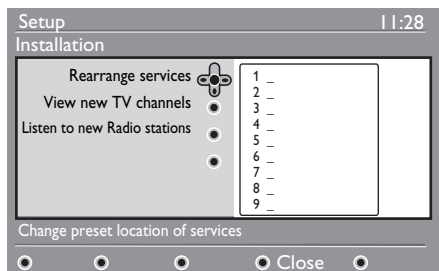 Setup 11:28
Installation
Rearrange services
View new TV channels
Listen to new Radio stations
1 _
2 _
3 _
4 _
5 _
6 _
7 _
8 _
9 _
Change preset location of services
Close